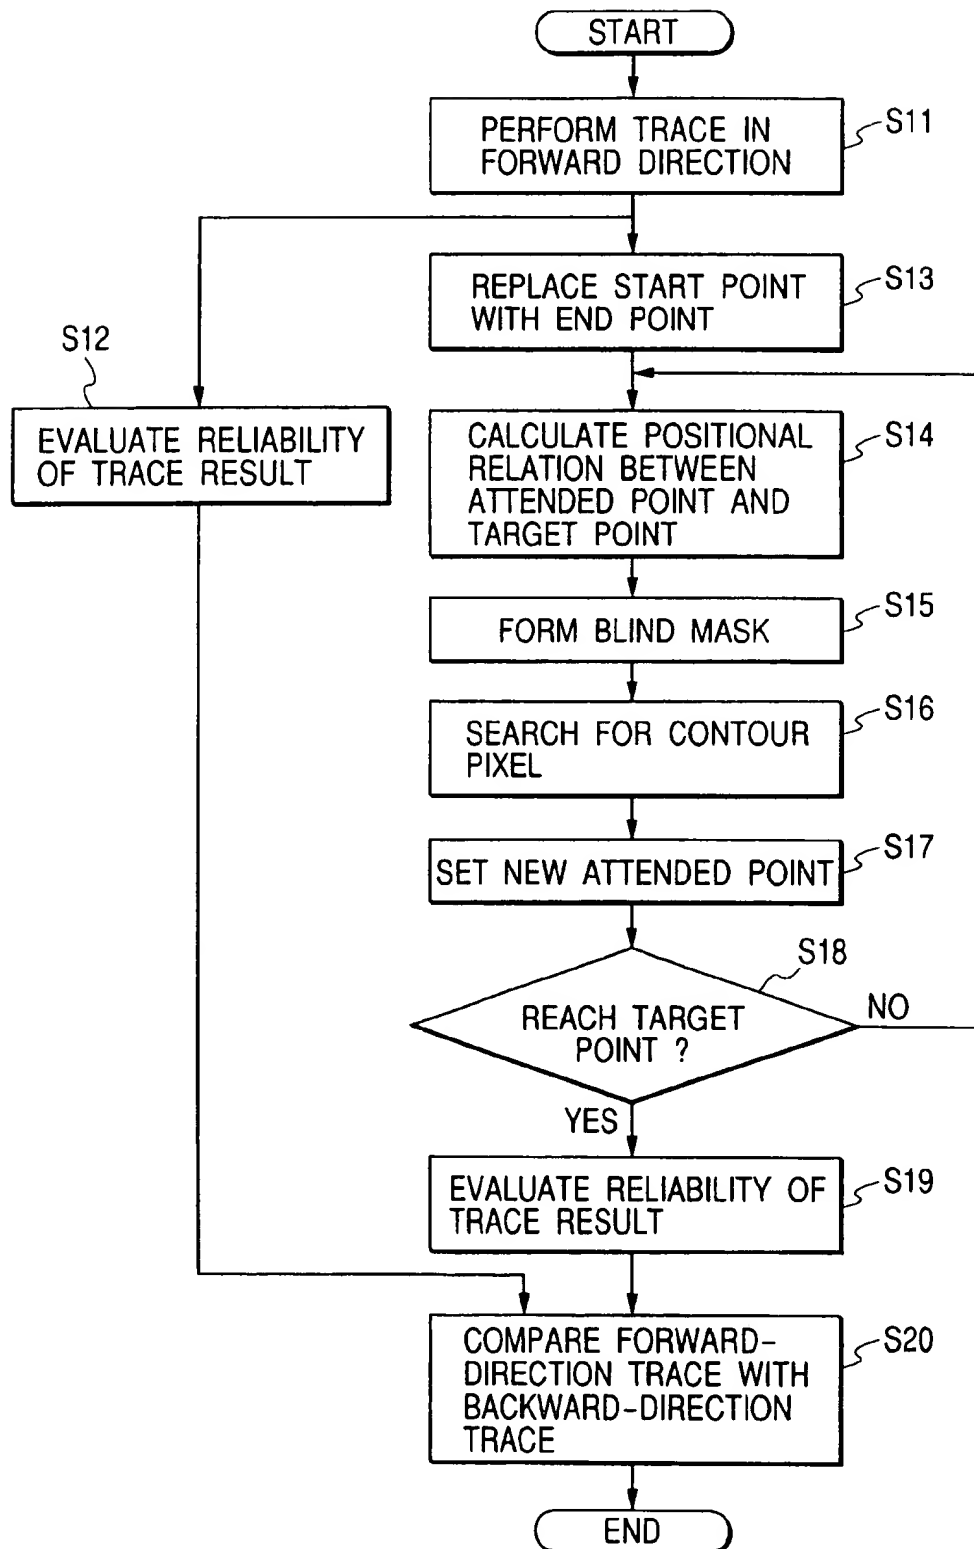 START
PERFORM TRACE IN
FORWARD DIRECTION
S11
REPLACE START POINT
WITH END POINT
S13
S12
EVALUATE RELIABILITY
OF TRACE RESULT
CALCULATE POSITIONAL
RELATION BETWEEN
ATTENDED POINT AND
TARGET POINT
S14
FORM BLIND MASK
S15
SEARCH FOR CONTOUR
PIXEL
S16
SET NEW ATTENDED POINT
S17
S18
REACH TARGET
POINT ?
NO
YES
EVALUATE RELIABILITY OF
TRACE RESULT
S19
COMPARE FORWARD-
DIRECTION TRACE WITH
BACKWARD-DIRECTION
TRACE
S20
END